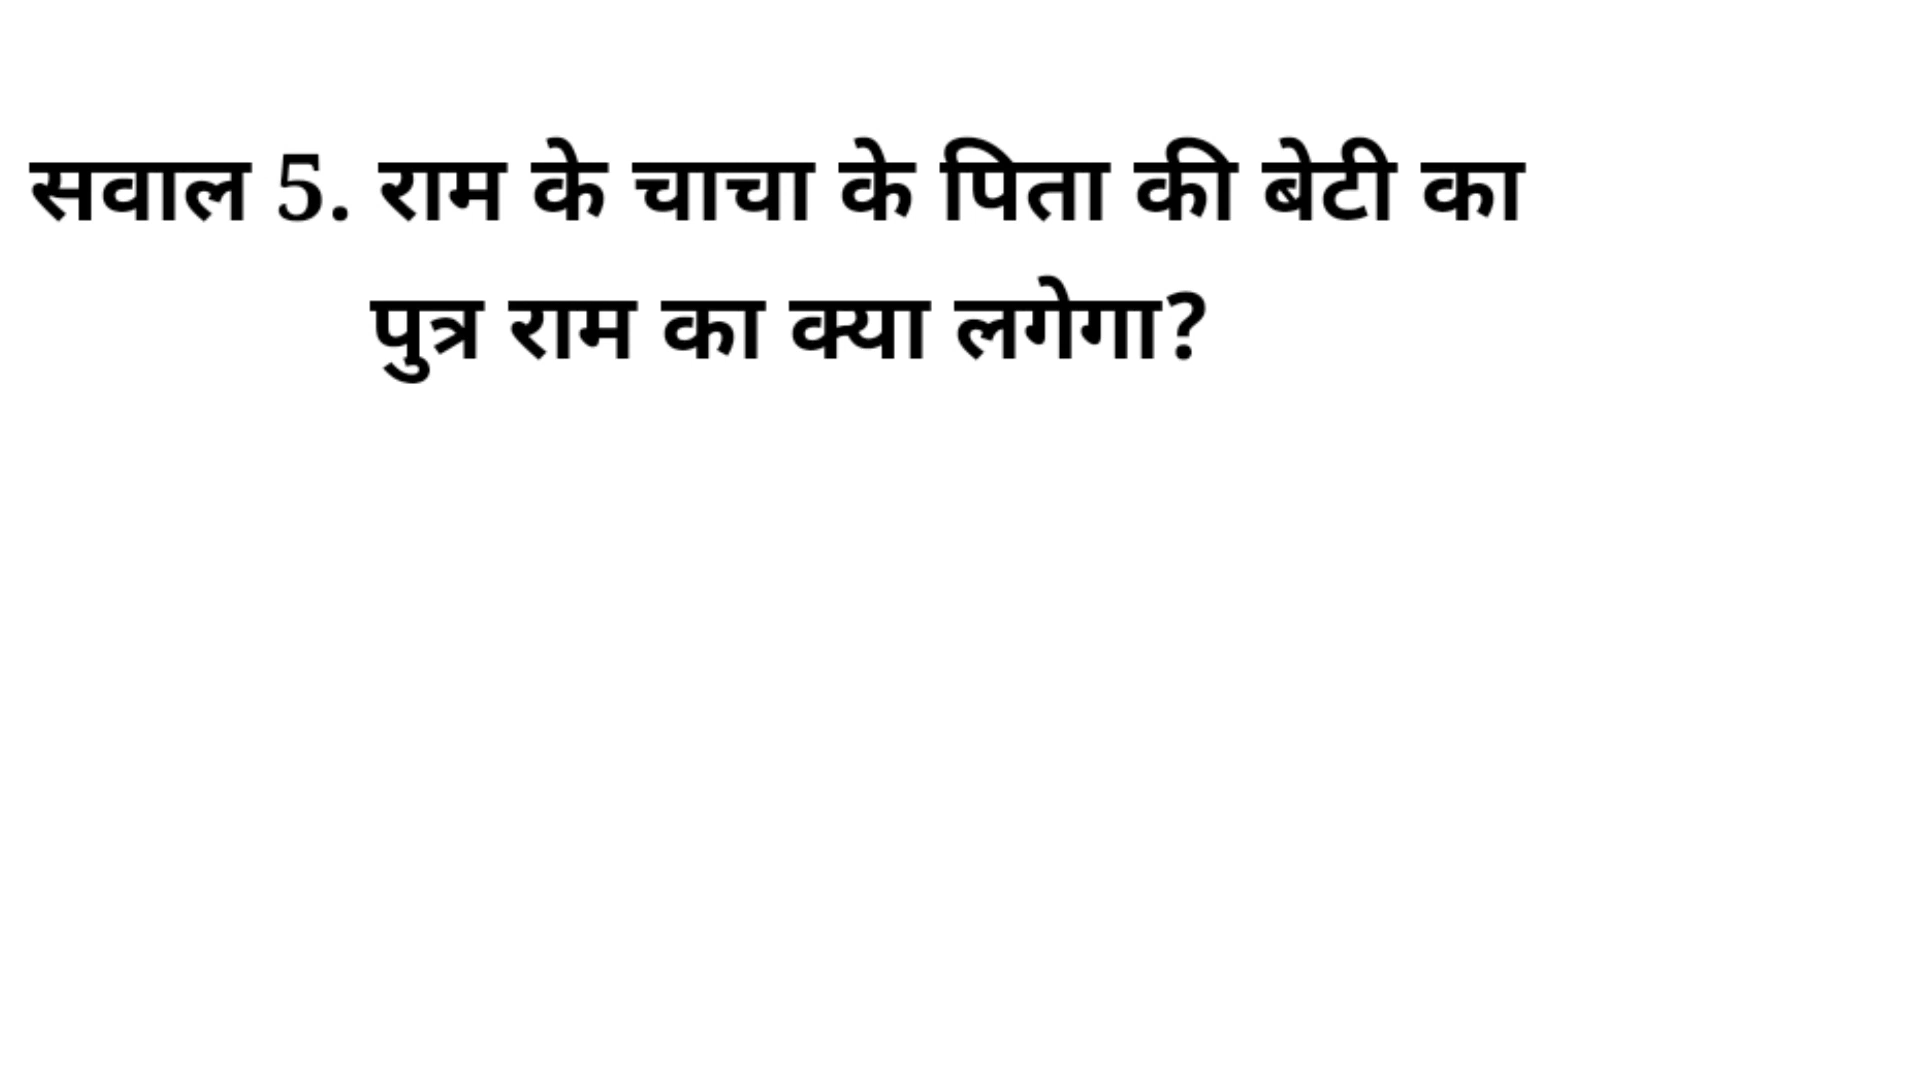 सवाल 5. राम के चाचा के पिता की बेटी का
पुत्र राम का क्या लगेगा?